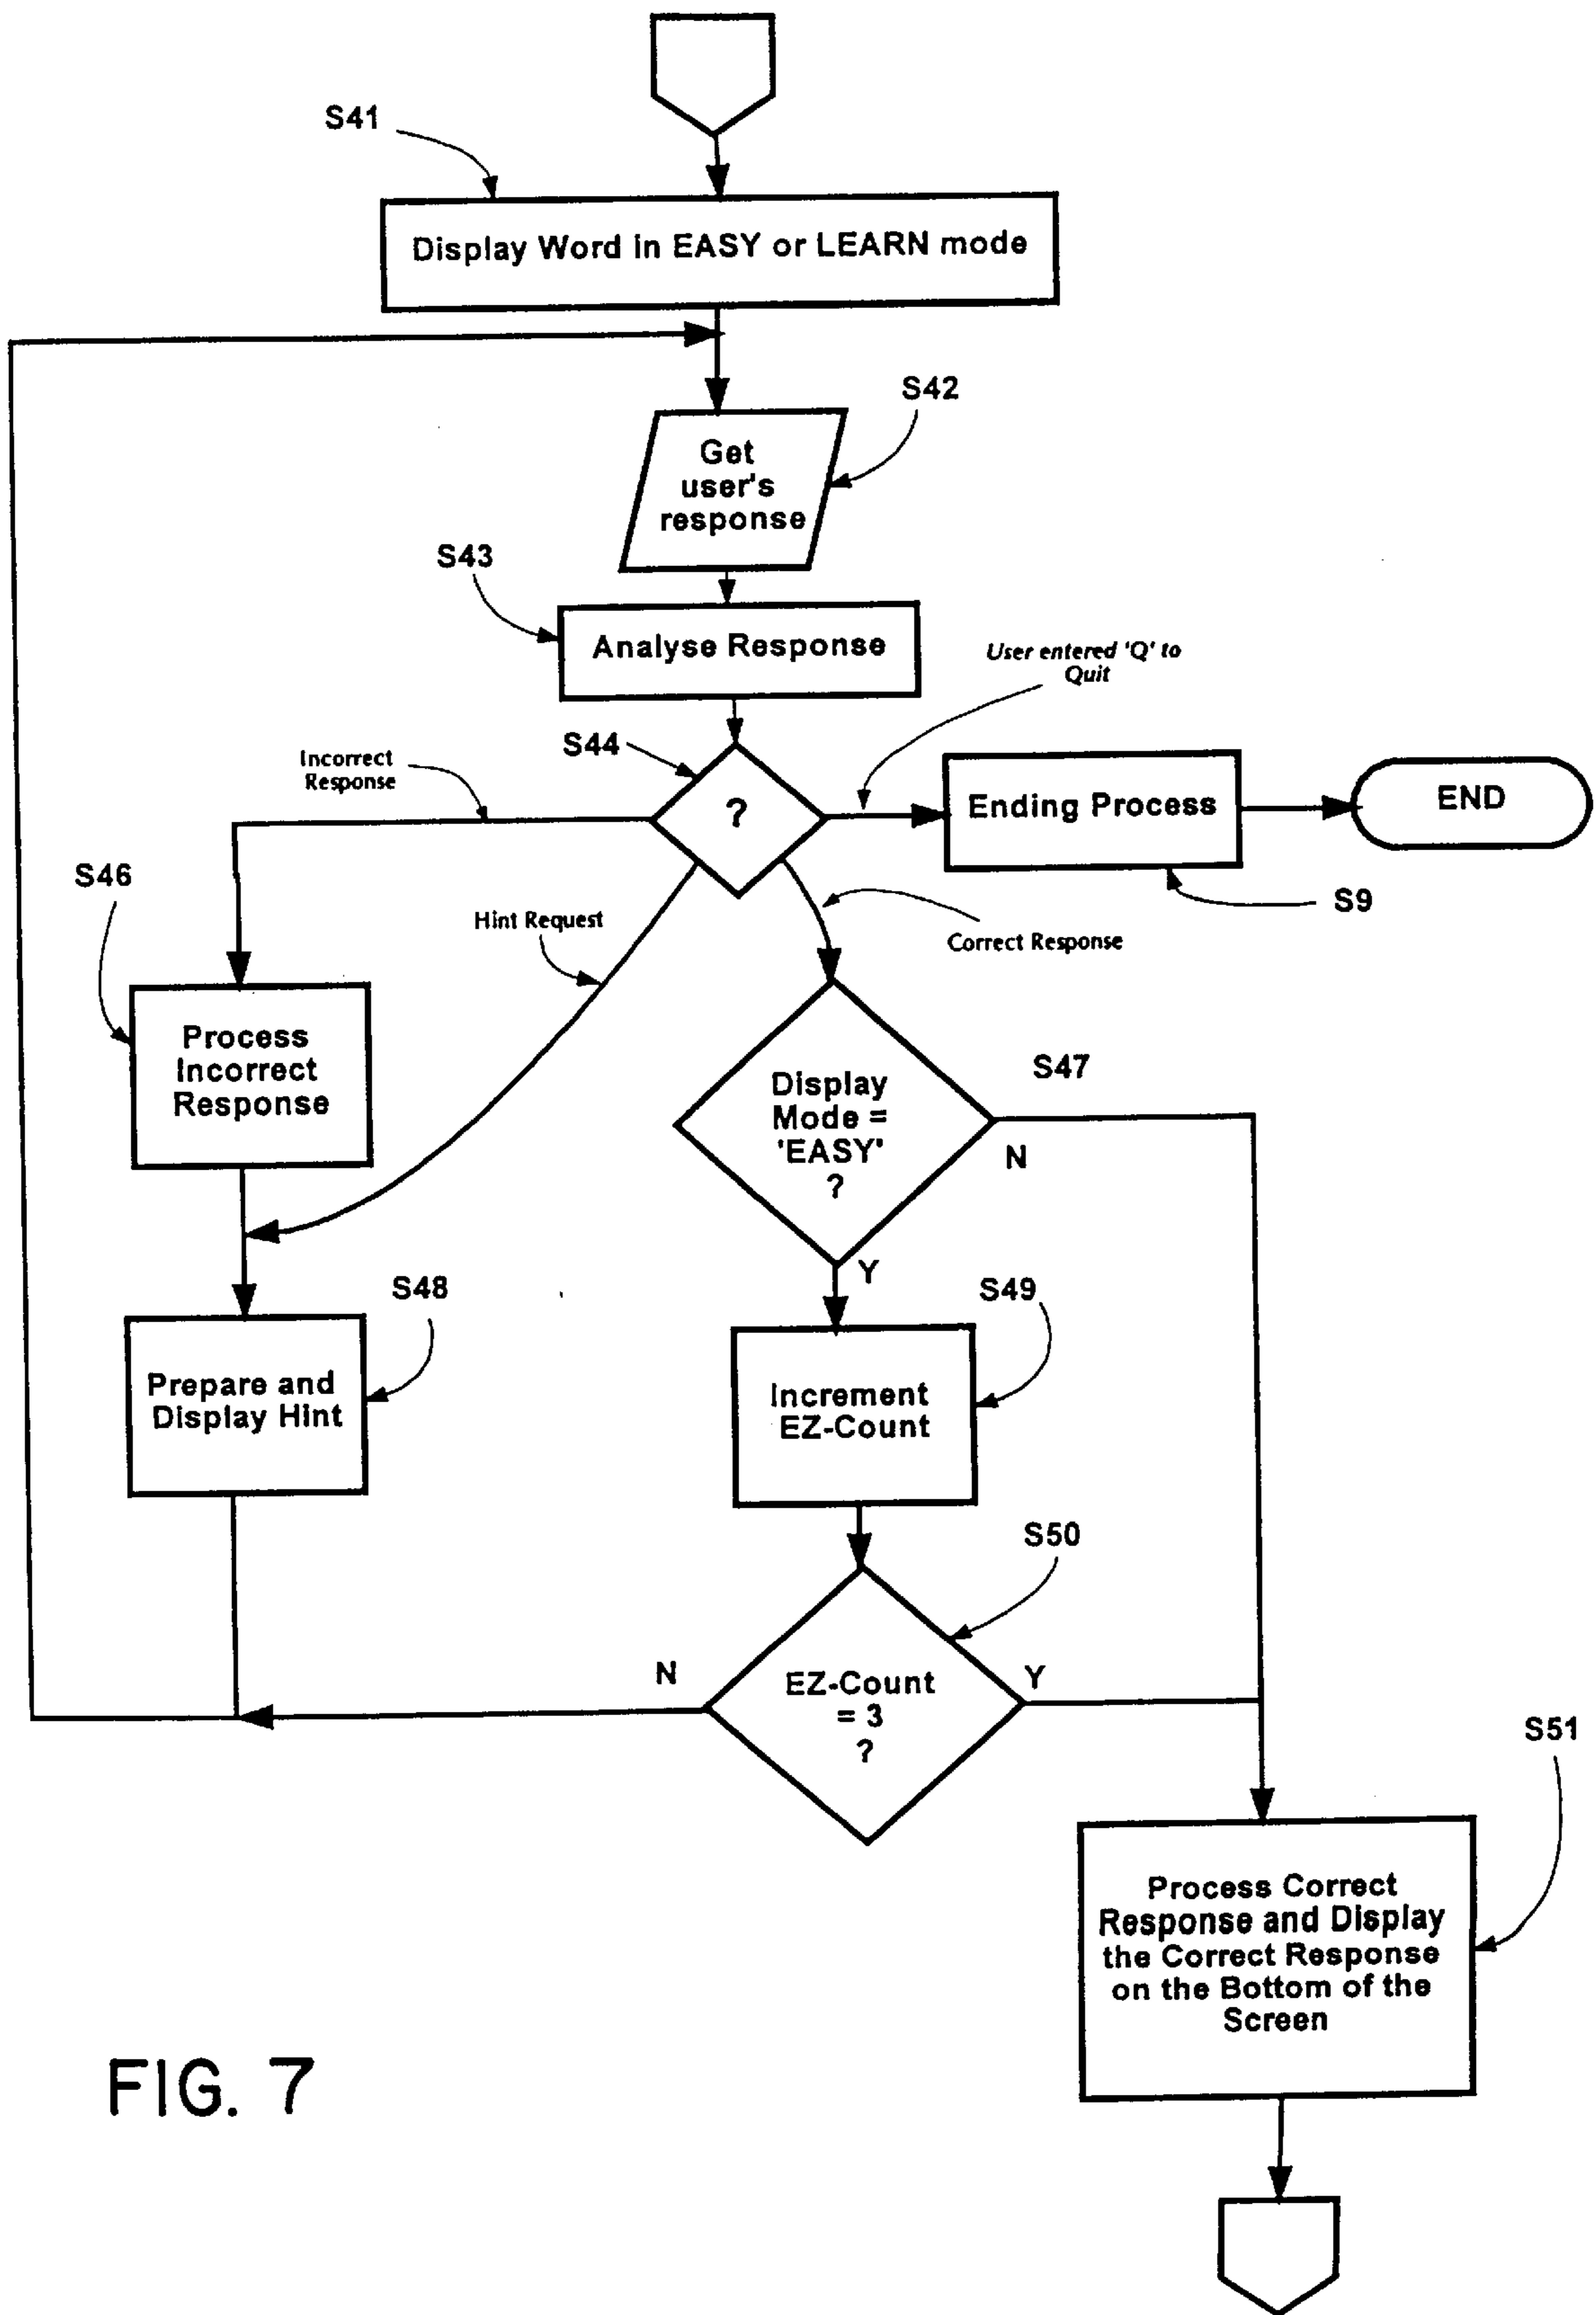 S41
Display Word in EASY or LEARN mode
S42
Get
user's
response
S43
Analyse Response
User entered 'Q' to
Quit
S44
Incorrect
Response
?
Ending Process
END
S46
S9
Hint Request
Correct Response
Process
Incorrect
Response
S47
Display
Mode =
'EASY'
?
N
Y
S48
S49
Prepare and
Display Hint
Increment
EZ-Count
S50
N
EZ-Count
= 3
?
Y
S51
Process Correct
Response and Display
the Correct Response
on the Bottom of the
Screen
FIG. 7